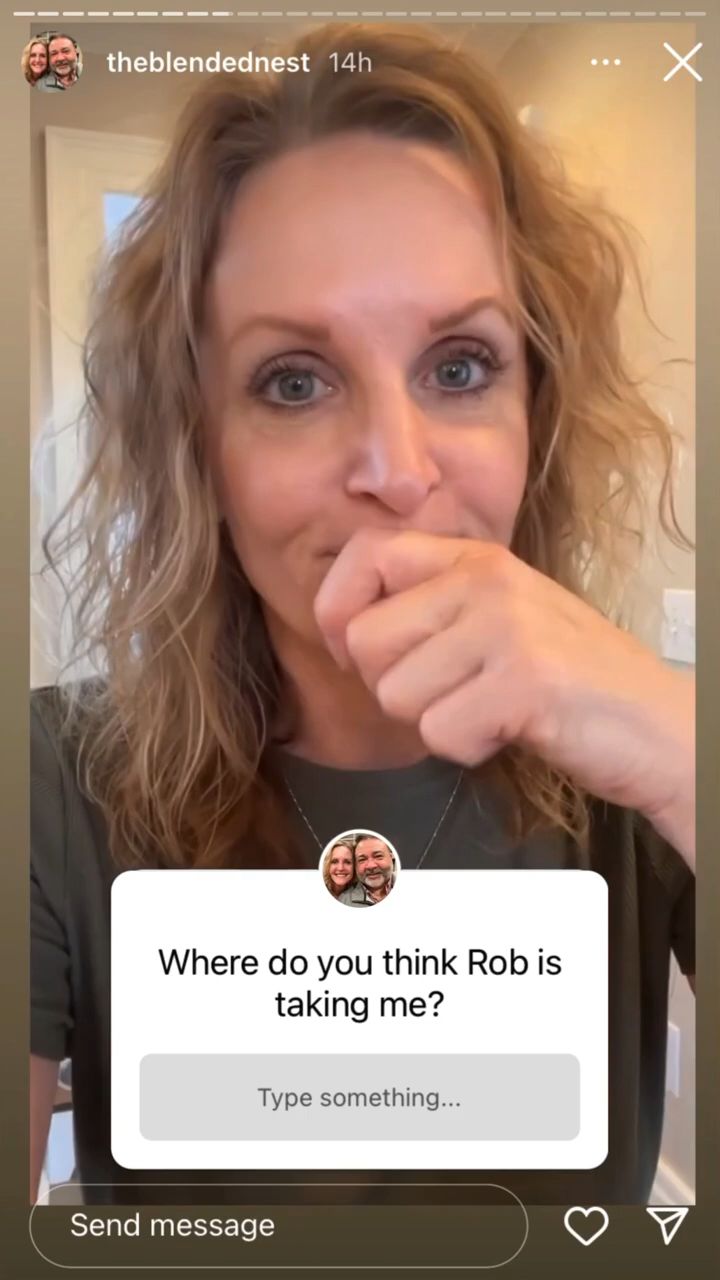 theblendednest 14h
Where do you think Rob is
taking me?
Type something...
Send message